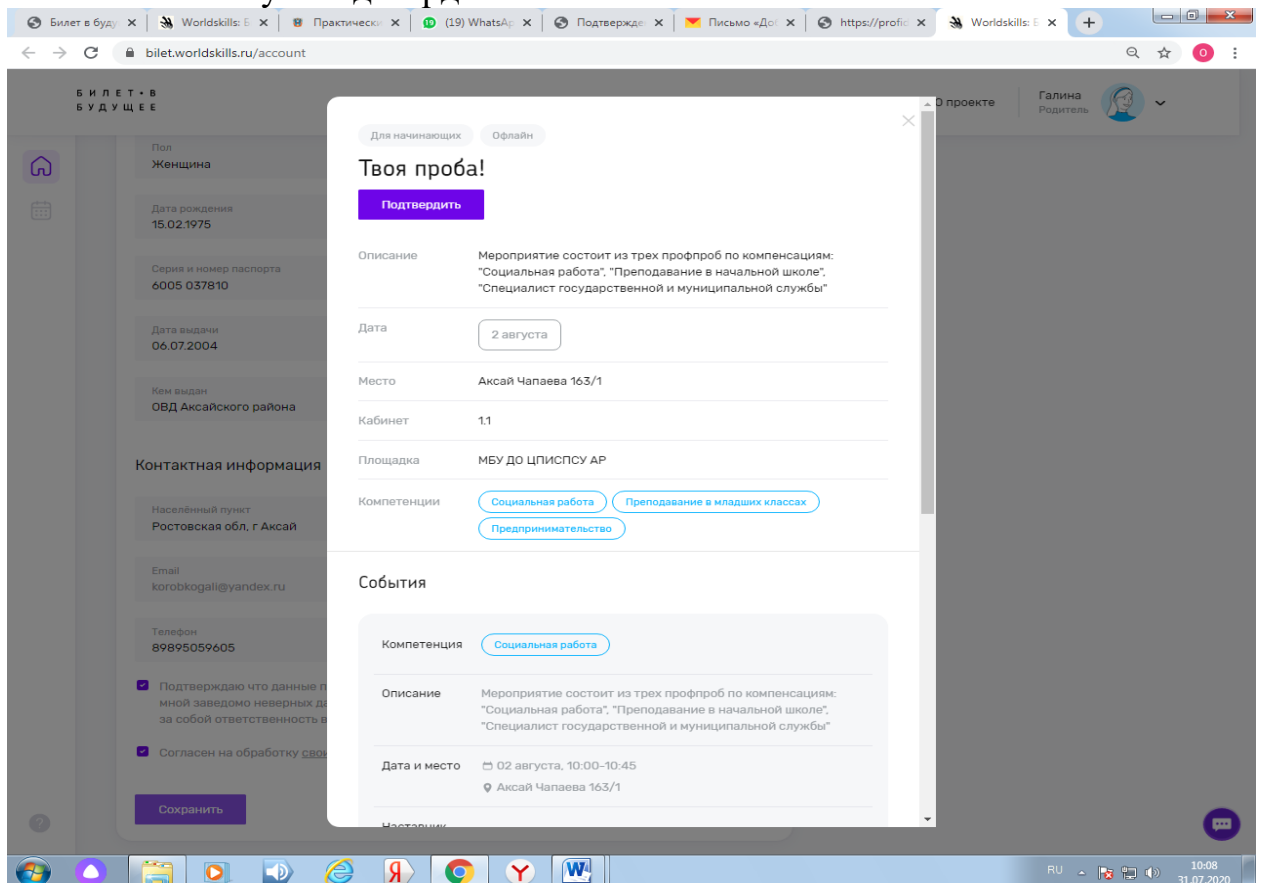 Билет в буду
Worldskills: Б
Практически
(19) WhatsAp
Подтвержде
Письмо «До
https://profic
Worldskills: Б
bilet.worldskills.ru/account
О
БИЛЕТ•В
БУДУЩЕЕ
О проекте
Галина
Родитель
Пол
Женщина
Дата рождения
15.02.1975
Серия и номер паспорта
6005 037810
Дата выдачи
06.07.2004
Кем выдан
ОВД Аксайского района
Контактная информация
Населённый пункт
Ростовская обл, г Аксай
Email
korobkogali@yandex.ru
Телефон
89895059605
Подтверждаю что данные п
мной заведомо неверных да
за собой ответственность в
Согласен на обработку свои
Сохранить
Для начинающих Офлайн
Твоя проба!
Подтвердить
Описание Мероприятие состоит из трех профпроб по компенсациям:
"Социальная работа", "Преподавание в начальной школе",
"Специалист государственной и муниципальной службы"
Дата 2 августа
Место Аксай Чапаева 163/1
Кабинет 1.1
Площадка МБУ ДО ЦПИСПСУ АР
Компетенции Социальная работа Преподавание в младших классах
Предпринимательство
События
Компетенция Социальная работа
Описание Мероприятие состоит из трех профпроб по компенсациям:
"Социальная работа", "Преподавание в начальной школе",
"Специалист государственной и муниципальной службы"
Дата и место 02 августа, 10:00-10:45
Аксай Чапаева 163/1
Наставник
RU
10:08
31.07.2020